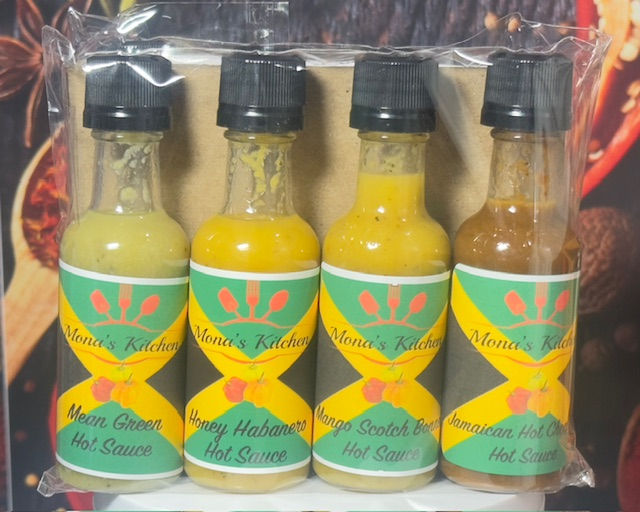 Mona's Kitchen
Mean Green
Hot Sauce
Mona's Kitchen
Honey Habanero
Hot Sauce
Mona's Kitchen
Mango Scotch
Hot Sauce
Mona's Kitchen
Jamaican Hot
Hot Sauce